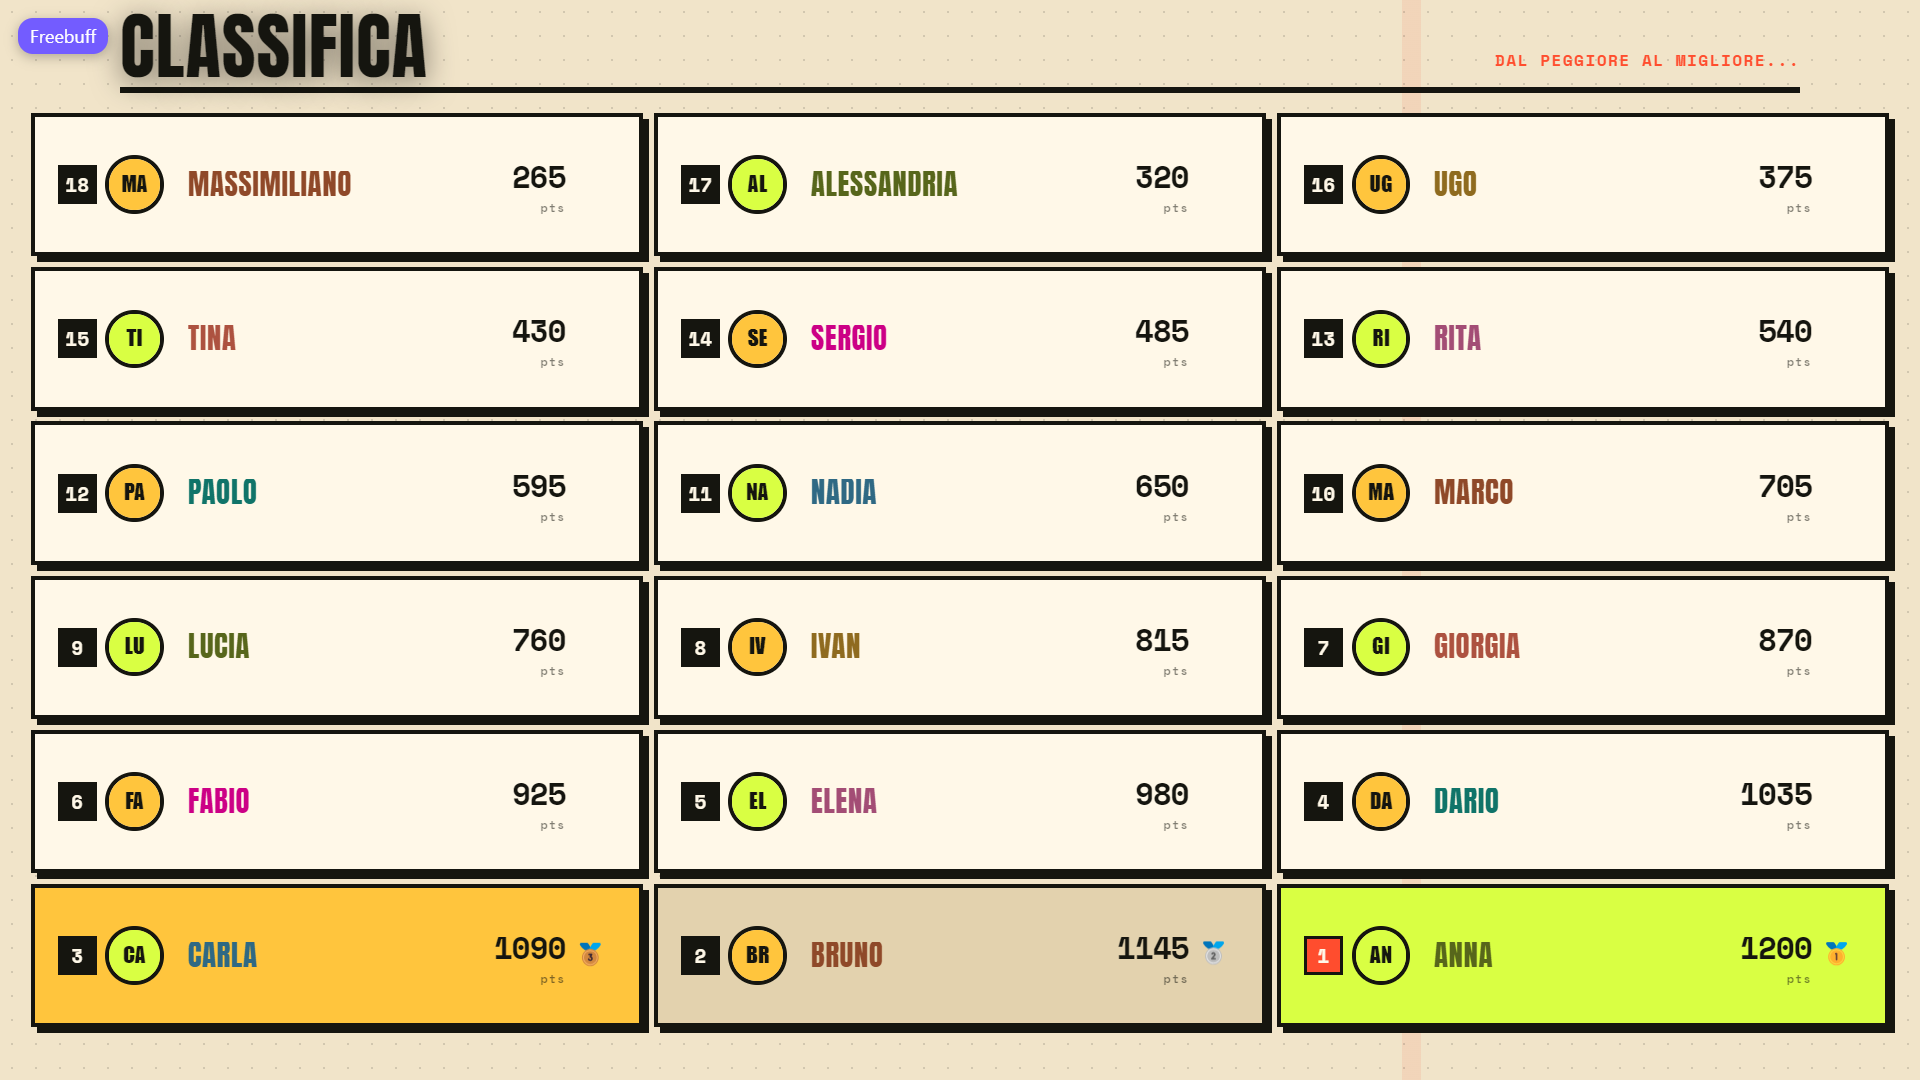 Freebuff
CLASSIFICA
DAL PEGGIORE AL MIGLIORE...
18 MA MASSIMILIANO 265 pts
17 AL ALESSANDRIA 320 pts
16 UG UGO 375 pts
15 TI TINA 430 pts
14 SE SERGIO 485 pts
13 RI RITA 540 pts
12 PA PAOLO 595 pts
11 NA NADIA 650 pts
10 MA MARCO 705 pts
9 LU LUCIA 760 pts
8 IV IVAN 815 pts
7 GI GIORGIA 870 pts
6 FA FABIO 925 pts
5 EL ELENA 980 pts
4 DA DARIO 1035 pts
3 CA CARLA 1090 pts 3
2 BR BRUNO 1145 pts 2
1 AN ANNA 1200 pts 1